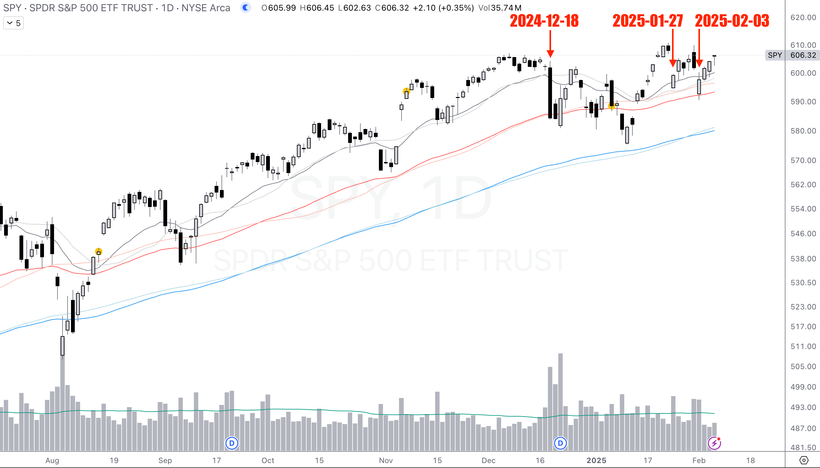 SPY · SPDR S&P 500 ETF TRUST · 1D · NYSE Arca O605.99 H606.45 L602.63 C606.32 +2.10 (+0.35%) Vol35.74M
5
2024-12-18 2025-01-27 2025-02-03
620.00
610.00
SPY 606.32
600.00
590.00
580.00
570.00
562.00
554.00
546.00
538.00
530.50
523.50
517.00
511.00
505.00
499.00
493.00
487.00
481.50
SPY, 1D
SPDR S&P 500 ETF TRUST
D D
Aug 19 Sep 17 Oct 15 Nov 15 Dec 16 2025 17 Feb 18